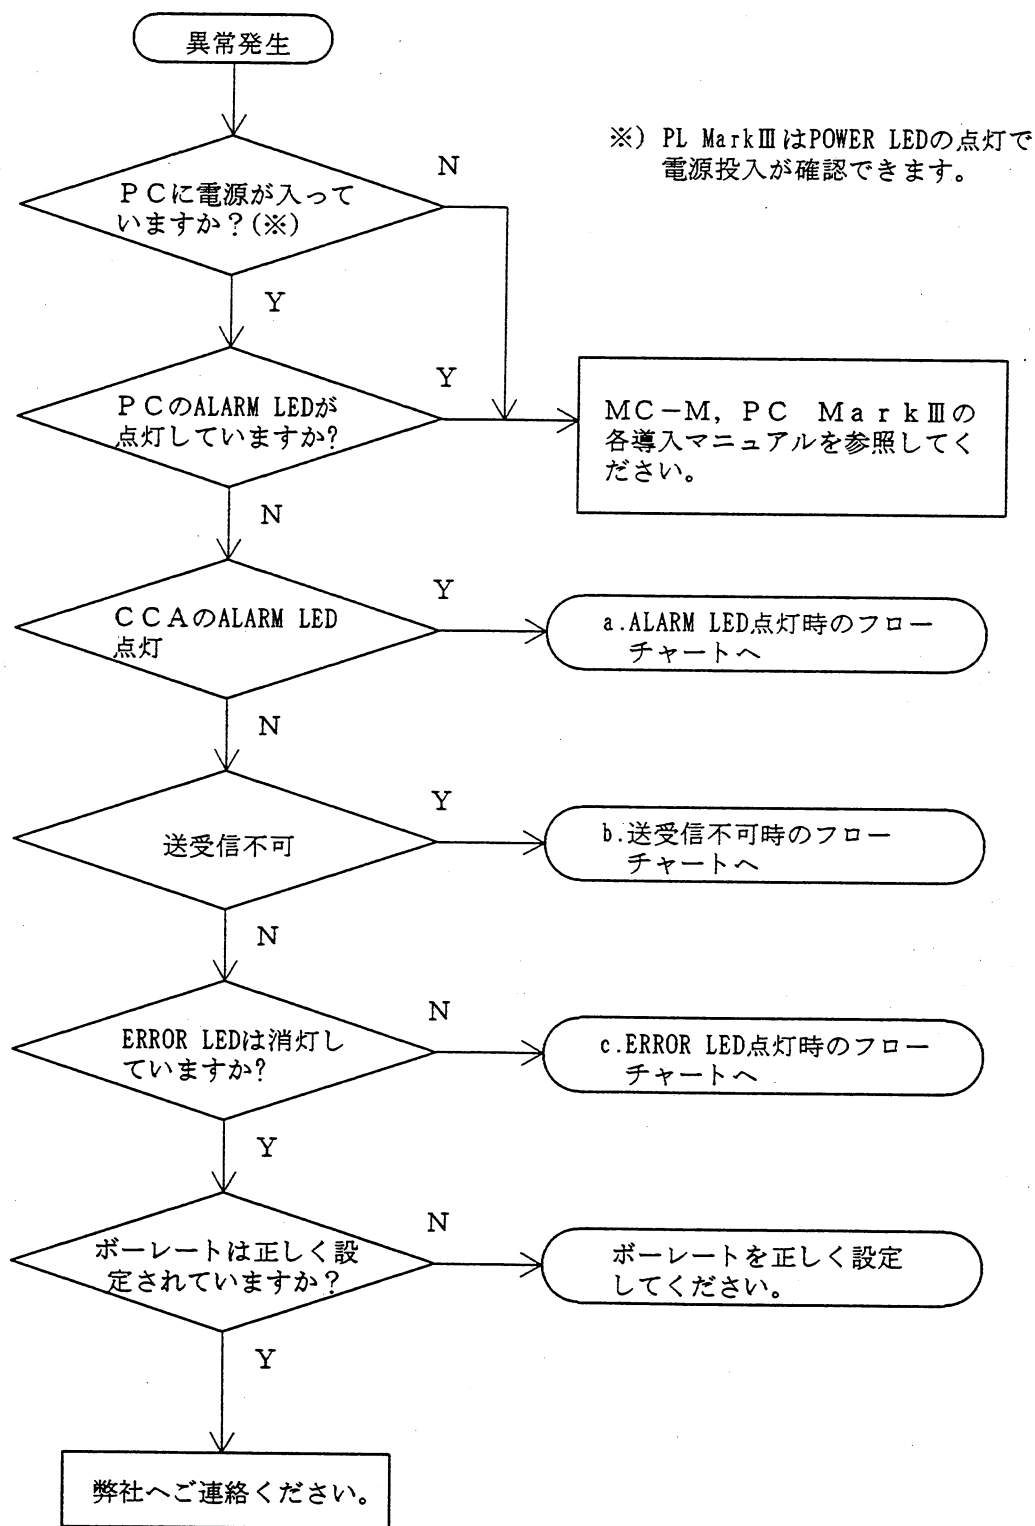 異常発生
※) PL MarkⅢはPOWER LEDの点灯で
電源投入が確認できます。
N
PCに電源が入って
いますか?(※)
Y
PCのALARM LEDが
点灯していますか?
Y
MC-M, PC MarkⅢの
各導入マニュアルを参照してく
ださい。
N
CCAのALARM LED
点灯
Y
a.ALARM LED点灯時のフロー
チャートへ
N
送受信不可
Y
b.送受信不可時のフロー
チャートへ
N
ERROR LEDは消灯し
ていますか?
N
c.ERROR LED点灯時のフロー
チャートへ
Y
ボーレートは正しく設
定されていますか?
N
ボーレートを正しく設定
してください。
Y
弊社へご連絡ください。